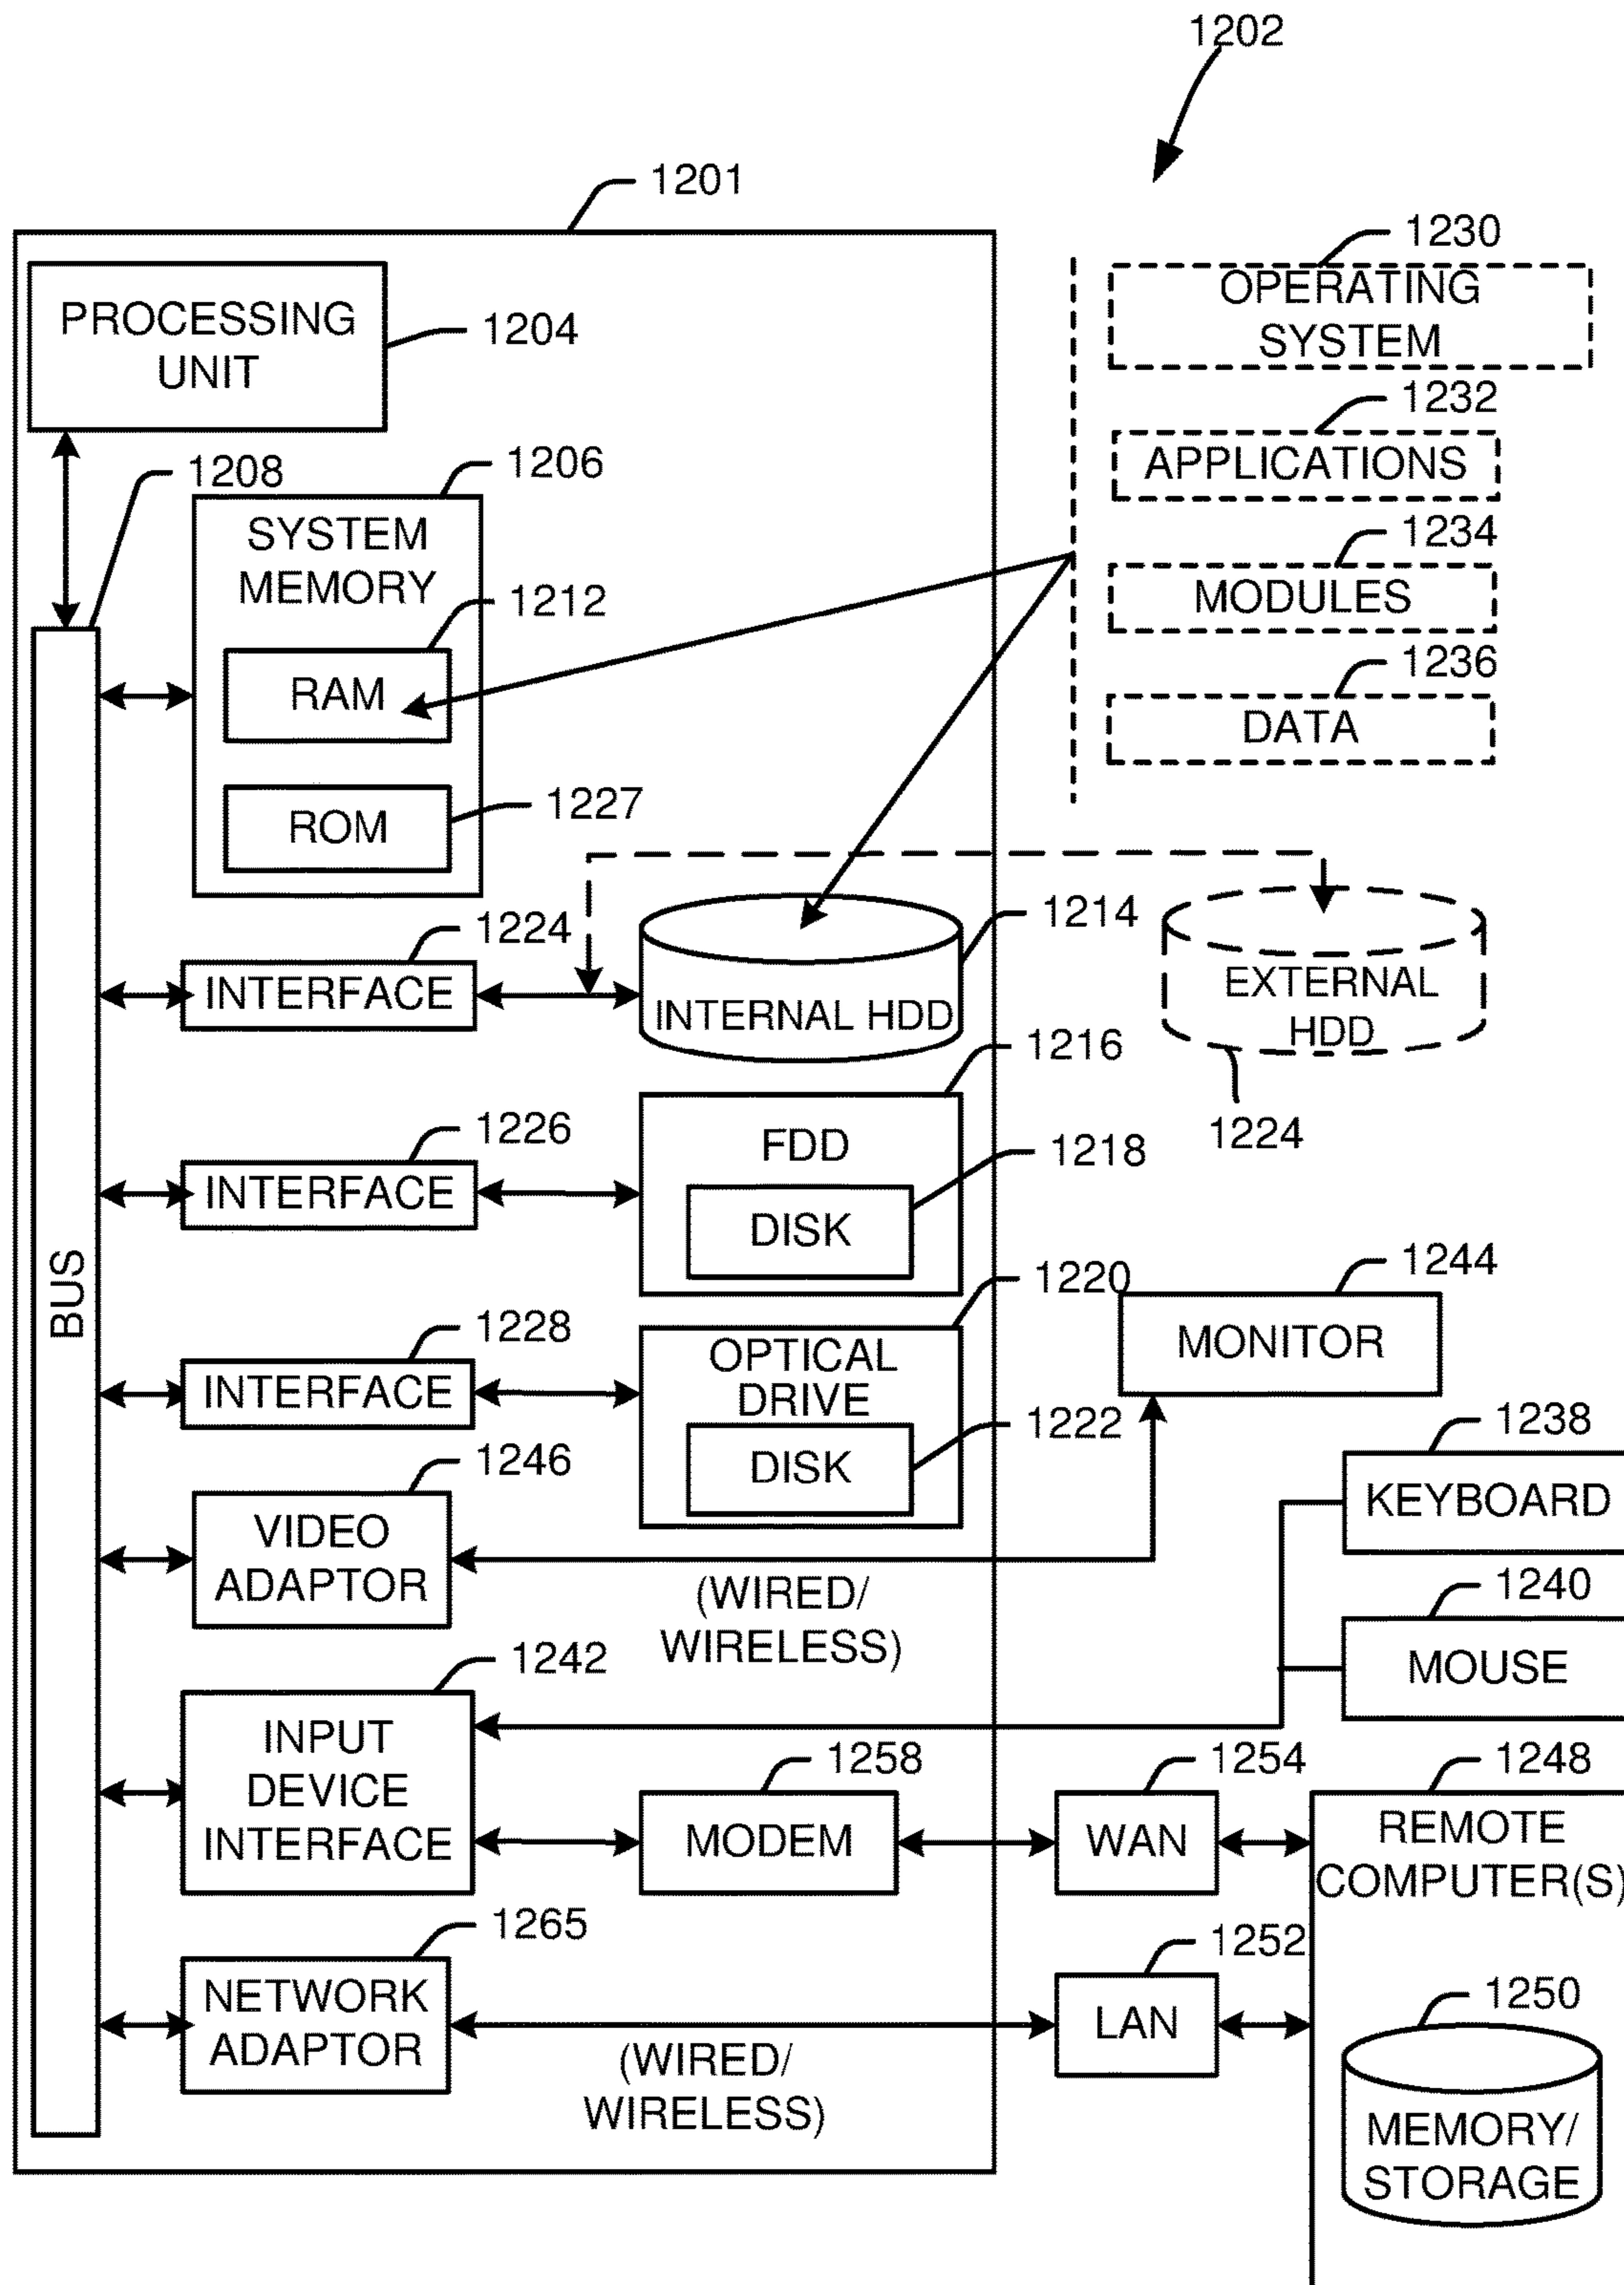 1202
1201
1230
OPERATING
SYSTEM
PROCESSING
UNIT
1204
1232
APPLICATIONS
1208
1206
SYSTEM
MEMORY
1234
MODULES
1212
RAM
1236
DATA
1227
ROM
1224
INTERFACE
1214
INTERNAL HDD
EXTERNAL
HDD
1224
1216
FDD
1226
INTERFACE
1218
DISK
BUS
1220
1244
MONITOR
1228
INTERFACE
OPTICAL
DRIVE
1222
DISK
1238
KEYBOARD
1246
VIDEO
ADAPTOR
(WIRED/
WIRELESS)
1240
MOUSE
1242
INPUT
DEVICE
INTERFACE
1258
MODEM
1254
WAN
1248
REMOTE
COMPUTER(S)
1265
NETWORK
ADAPTOR
(WIRED/
WIRELESS)
1252
LAN
1250
MEMORY/
STORAGE